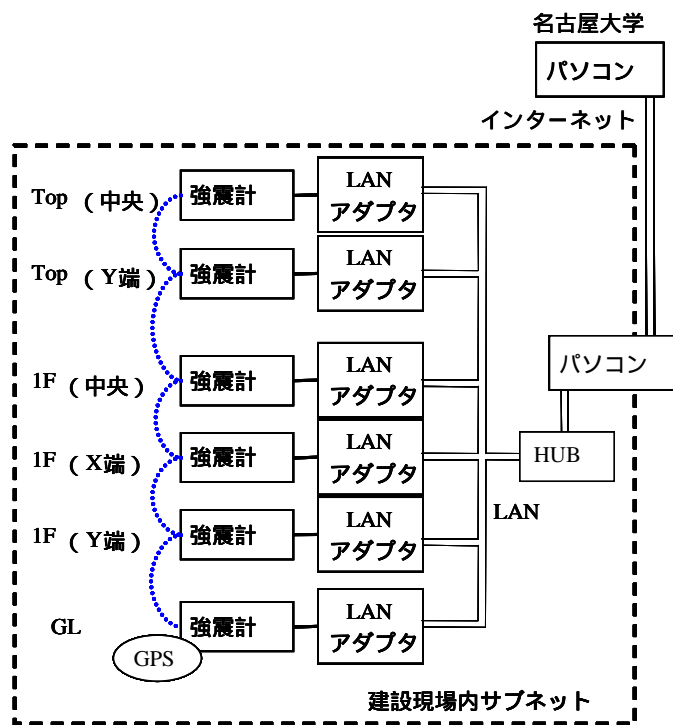 名古屋大学
パソコン
インターネット
Top （中央） 強震計 LAN アダプタ
Top （Y端） 強震計 LAN アダプタ
パソコン
1F （中央） 強震計 LAN アダプタ
1F （X端） 強震計 LAN アダプタ HUB
LAN
1F （Y端） 強震計 LAN アダプタ
GL 強震計 LAN アダプタ
GPS
建設現場内サブネット